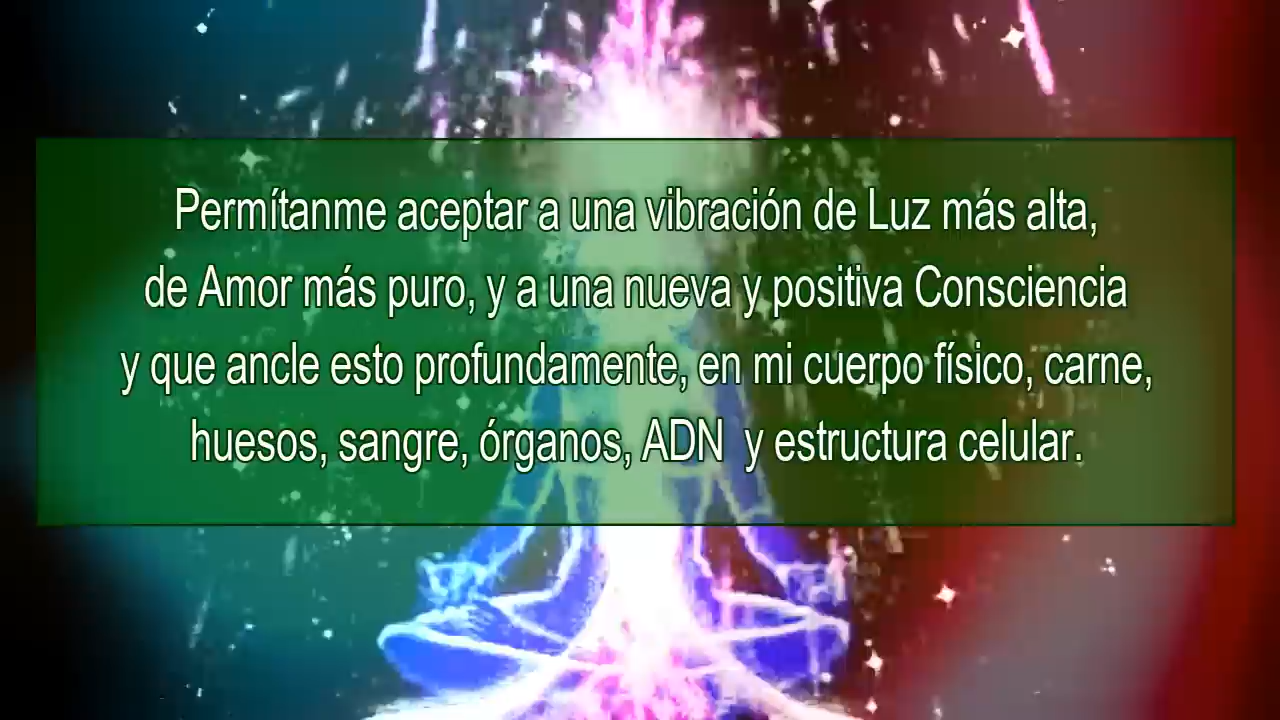 Permítanme aceptar a una vibración de Luz más alta,
de Amor más puro, y a una nueva y positiva Consciencia
y que ancle esto profundamente, en mi cuerpo físico, carne,
huesos, sangre, órganos, ADN y estructura celular.